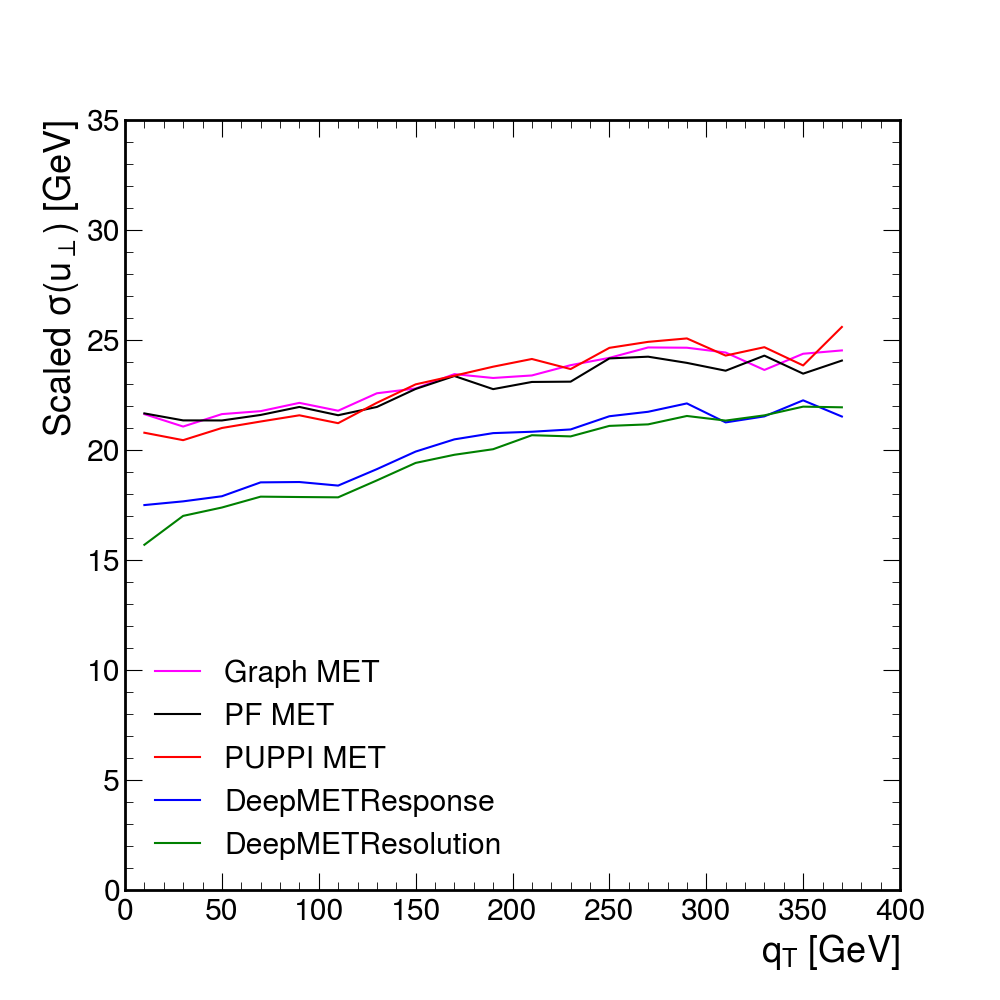 Scaled σ(u⊥) [GeV]
35
30
25
20
15
10
5
0
Graph MET
PF MET
PUPPI MET
DeepMETResponse
DeepMETResolution
0 50 100 150 200 250 300 350 400
qT [GeV]